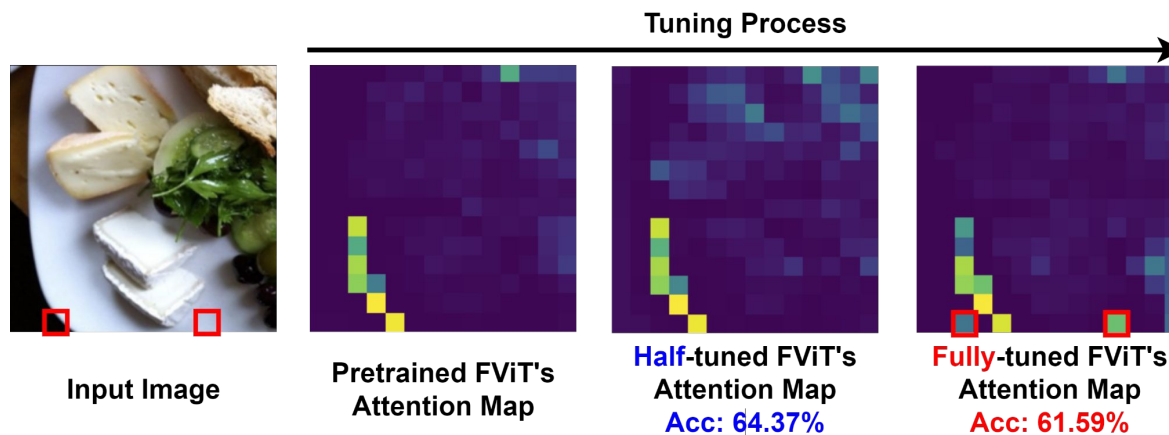 Tuning Process
Input Image
Pretrained FViT's
Attention Map
Half-tuned FViT's
Attention Map
Acc: 64.37%
Fully-tuned FViT's
Attention Map
Acc: 61.59%